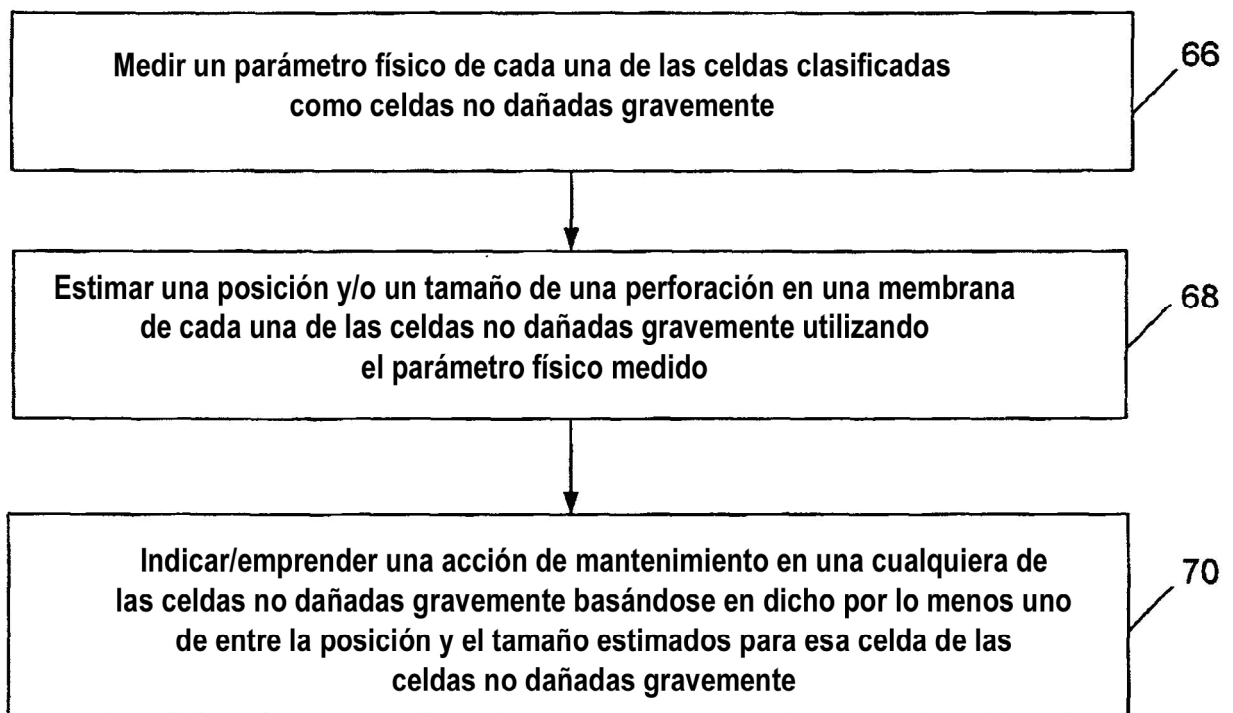 Medir un parámetro físico de cada una de las celdas clasificadas
como celdas no dañadas gravemente
66
Estimar una posición y/o un tamaño de una perforación en una membrana
de cada una de las celdas no dañadas gravemente utilizando
el parámetro físico medido
68
Indicar/emprender una acción de mantenimiento en una cualquiera de
las celdas no dañadas gravemente basándose en dicho por lo menos uno
de entre la posición y el tamaño estimados para esa celda de las
celdas no dañadas gravemente
70